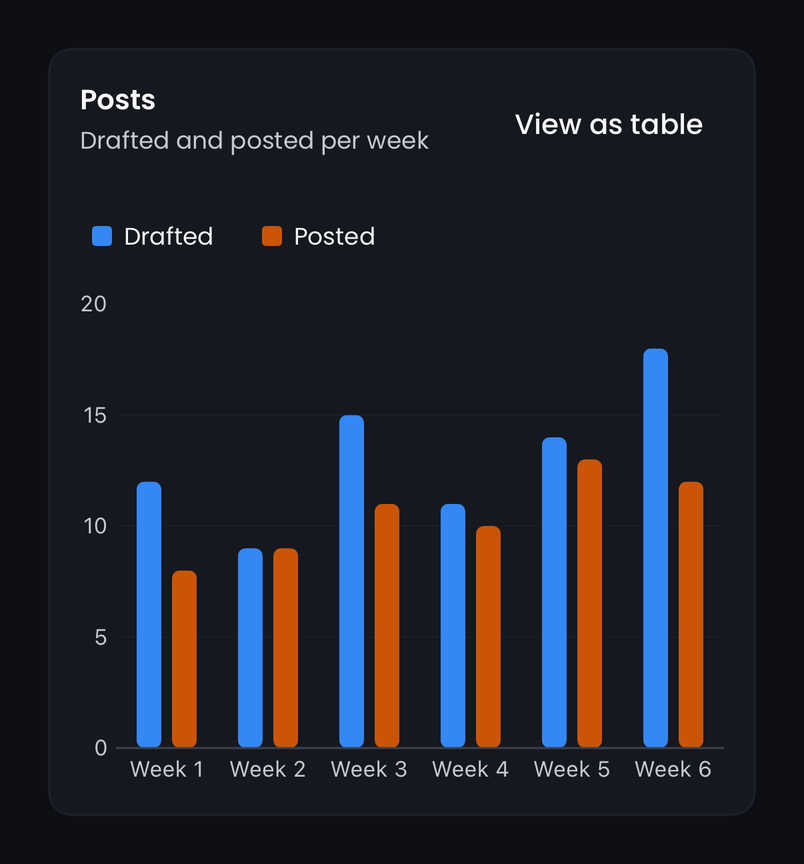 Posts
Drafted and posted per week
View as table
Drafted
Posted
20
15
10
5
0
Week 1 Week 2 Week 3 Week 4 Week 5 Week 6